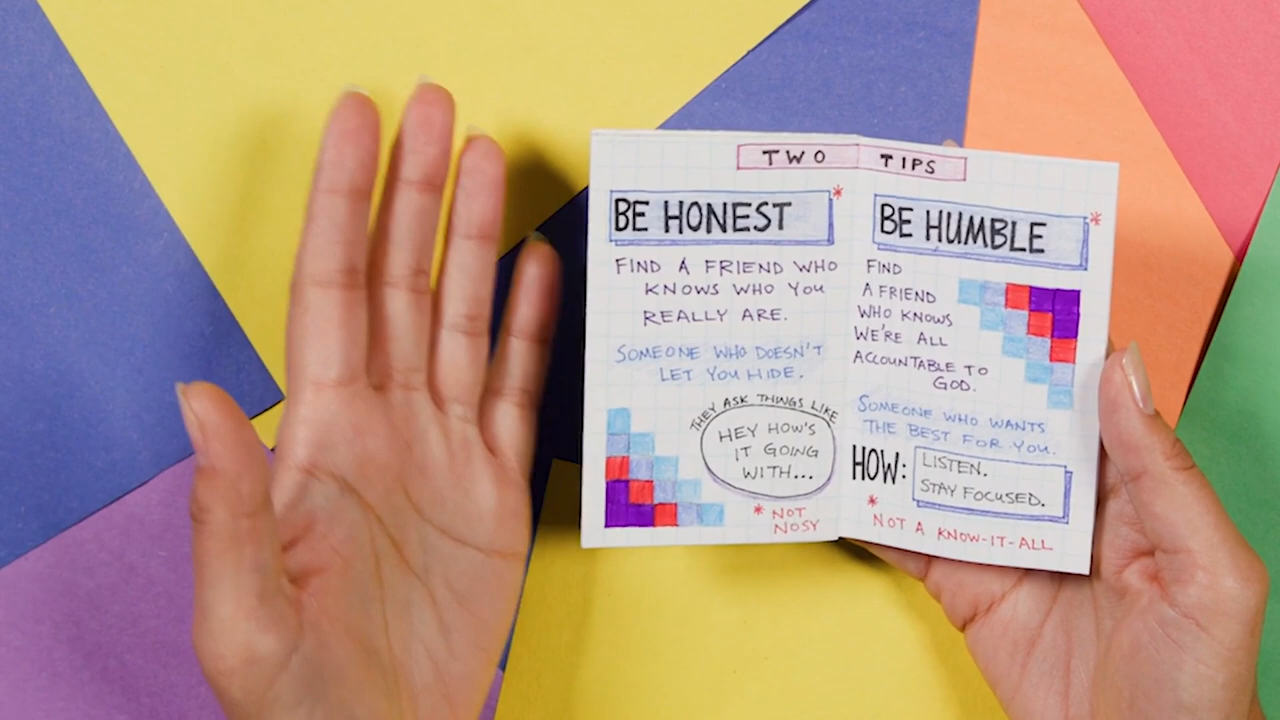 TWO TIPS
BE HONEST*
FIND A FRIEND WHO
KNOWS WHO YOU
REALLY ARE.
SOMEONE WHO DOESN'T
LET YOU HIDE.
THEY ASK THINGS LIKE
HEY HOW'S
IT GOING
WITH...
* NOT
NOSY
BE HUMBLE*
FIND
A FRIEND
WHO KNOWS
WE'RE ALL
ACCOUNTABLE TO
GOD.
SOMEONE WHO WANTS
THE BEST FOR YOU.
HOW:
LISTEN.
STAY FOCUSED.
* NOT A KNOW-IT-ALL